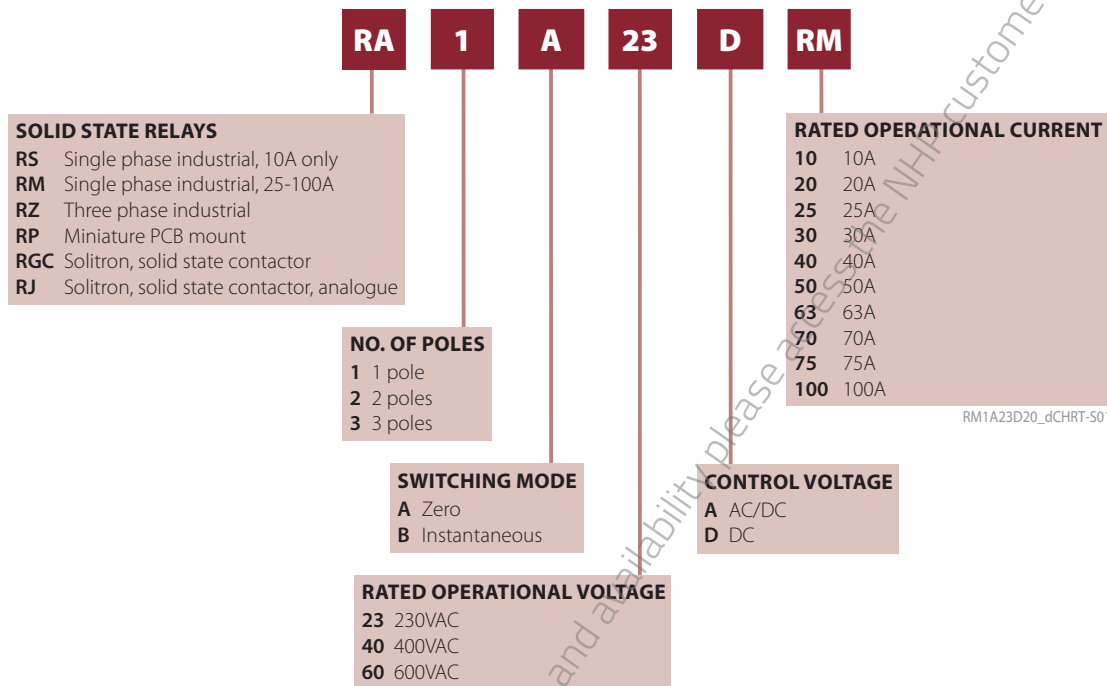 RA 1 A 23 D RM
SOLID STATE RELAYS
RS Single phase industrial, 10A only
RM Single phase industrial, 25-100A
RZ Three phase industrial
RP Miniature PCB mount
RGC Solitron, solid state contactor
RJ Solitron, solid state contactor, analogue
RATED OPERATIONAL CURRENT
10 10A
20 20A
25 25A
30 30A
40 40A
50 50A
63 63A
70 70A
75 75A
100 100A
RM1A23D20_dCHRT-S01
NO. OF POLES
1 1 pole
2 2 poles
3 3 poles
SWITCHING MODE
A Zero
B Instantaneous
CONTROL VOLTAGE
A AC/DC
D DC
RATED OPERATIONAL VOLTAGE
23 230VAC
40 400VAC
60 600VAC
and availability please access the NHP custome